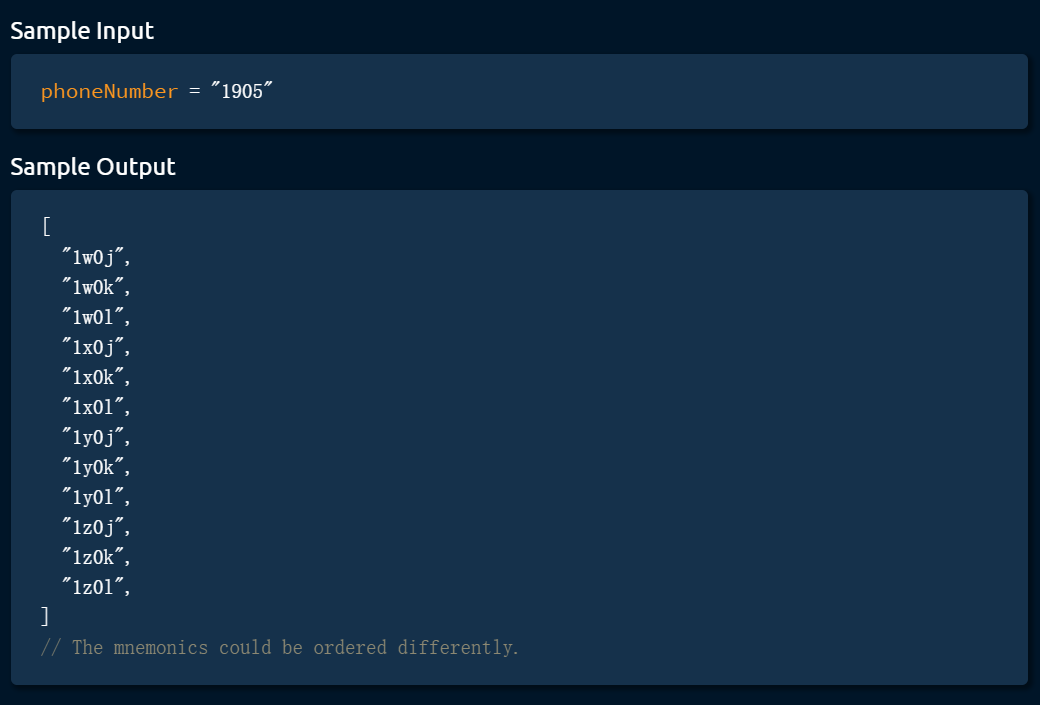 Sample Input
phoneNumber = "1905"
Sample Output
[
"1w0j",
"1w0k",
"1w0l",
"1x0j",
"1x0k",
"1x0l",
"1y0j",
"1y0k",
"1y0l",
"1z0j",
"1z0k",
"1z0l",
]
// The mnemonics could be ordered differently.